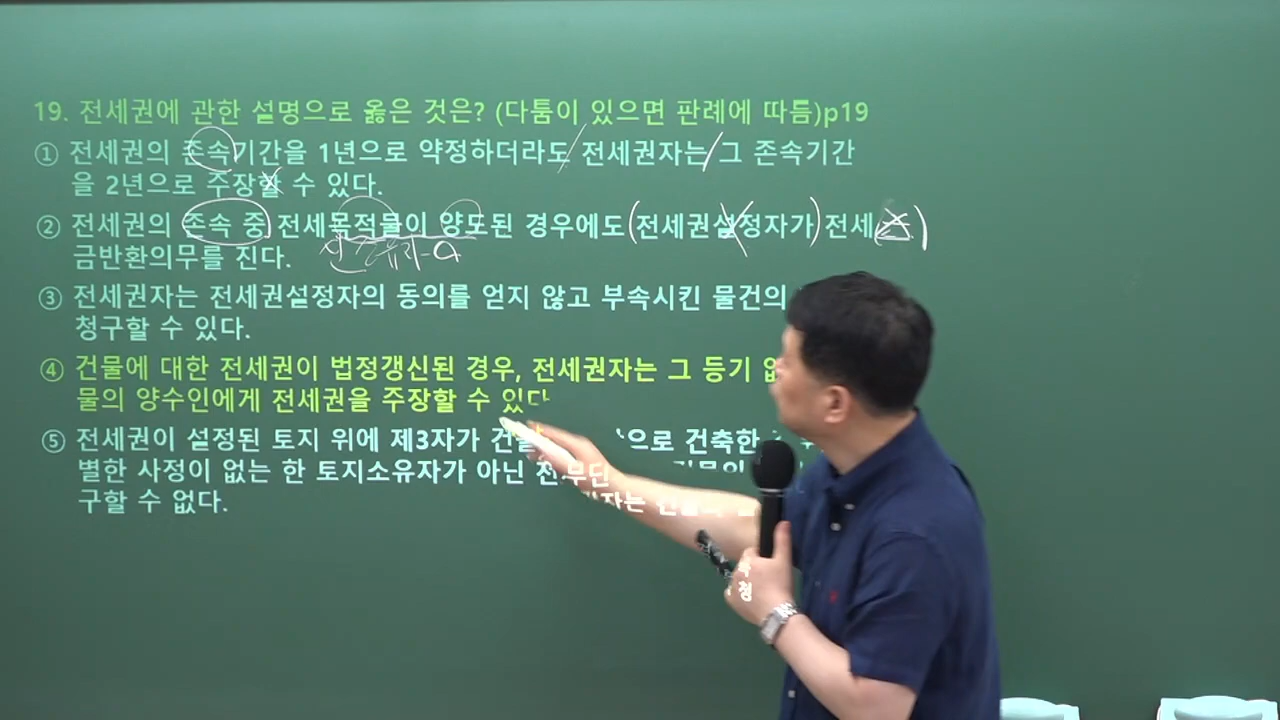 19. 전세권에 관한 설명으로 옳은 것은? (다툼이 있으면 판례에 따름)p19
① 전세권의 존속기간을 1년으로 약정하더라도 전세권자는 그 존속기간
을 2년으로 주장할 수 있다.
② 전세권의 존속 중 전세목적물이 양도된 경우에도 (전세권설정자가) 전세
금반환의무를 진다.
③ 전세권자는 전세권설정자의 동의를 얻지 않고 부속시킨 물건의
청구할 수 있다.
④ 건물에 대한 전세권이 법정갱신된 경우, 전세권자는 그 등기
물의 양수인에게 전세권을 주장할 수 있다
⑤ 전세권이 설정된 토지 위에 제3자가 으로 건축한
별한 사정이 없는 한 토지소유자가 아닌
구할 수 없다.